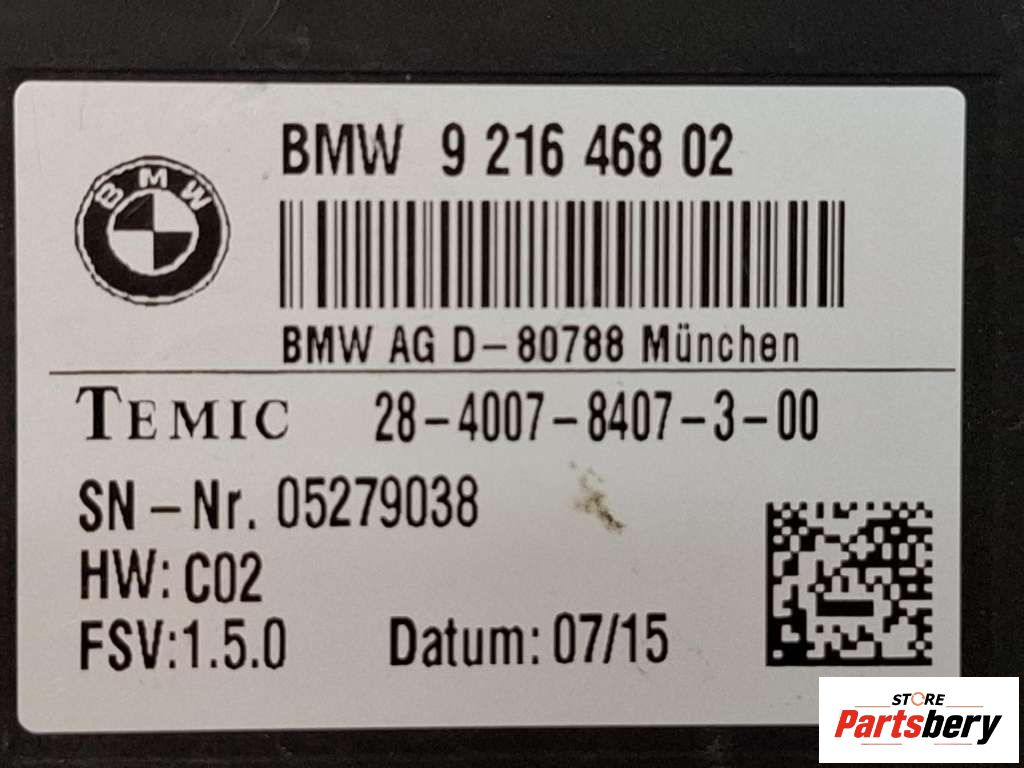 BMW 9 216 468 02
BMW
BMW AG D-80788 München
TEMIC 28-4007-8407-3-00
SN-Nr. 05279038
HW: C02
FSV:1.5.0 Datum: 07/15
STORE
Partsbery